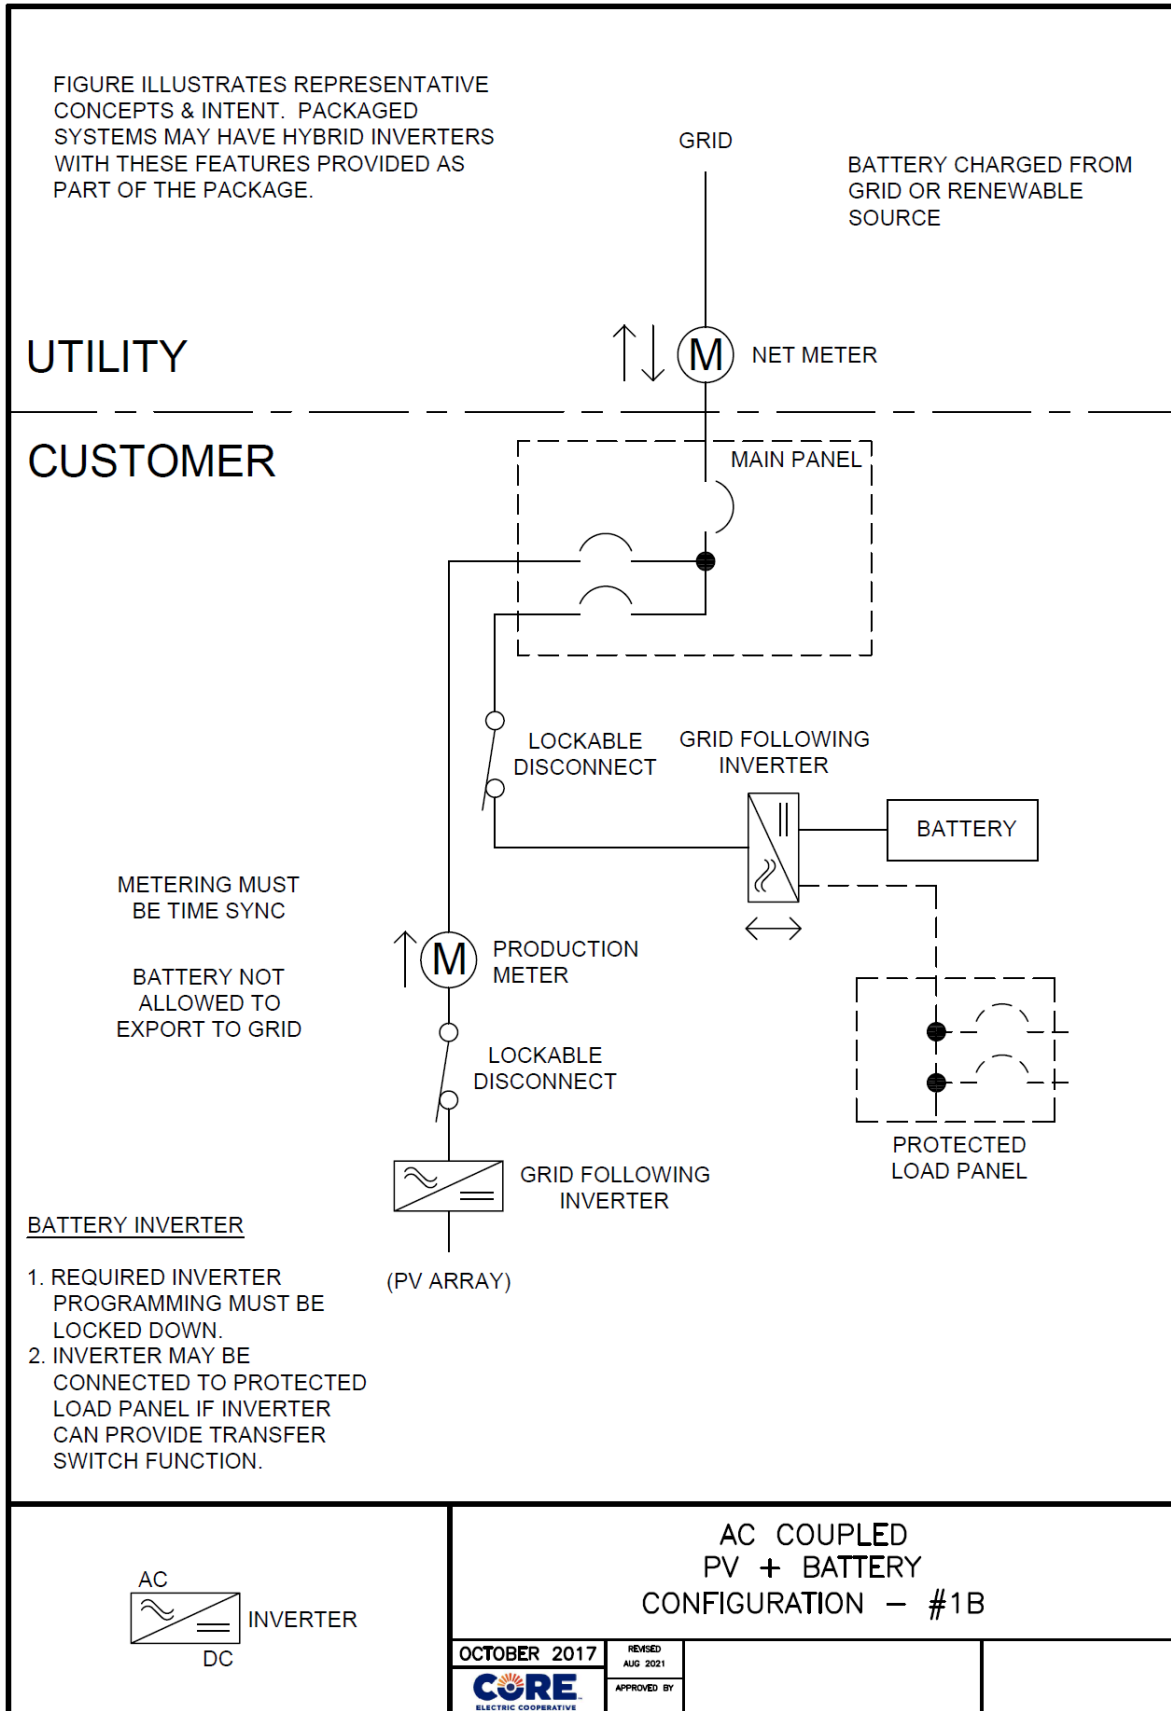 FIGURE ILLUSTRATES REPRESENTATIVE
CONCEPTS & INTENT. PACKAGED
SYSTEMS MAY HAVE HYBRID INVERTERS
WITH THESE FEATURES PROVIDED AS
PART OF THE PACKAGE.
GRID
BATTERY CHARGED FROM
GRID OR RENEWABLE
SOURCE
UTILITY
M
NET METER
CUSTOMER
MAIN PANEL
LOCKABLE
DISCONNECT
GRID FOLLOWING
INVERTER
BATTERY
METERING MUST
BE TIME SYNC
BATTERY NOT
ALLOWED TO
EXPORT TO GRID
M
PRODUCTION
METER
LOCKABLE
DISCONNECT
PROTECTED
LOAD PANEL
GRID FOLLOWING
INVERTER
(PV ARRAY)
BATTERY INVERTER
1. REQUIRED INVERTER
PROGRAMMING MUST BE
LOCKED DOWN.
2. INVERTER MAY BE
CONNECTED TO PROTECTED
LOAD PANEL IF INVERTER
CAN PROVIDE TRANSFER
SWITCH FUNCTION.
AC
INVERTER
DC
AC COUPLED
PV + BATTERY
CONFIGURATION - #1B
OCTOBER 2017
REVISED
AUG 2021
APPROVED BY
CORE
ELECTRIC COOPERATIVE